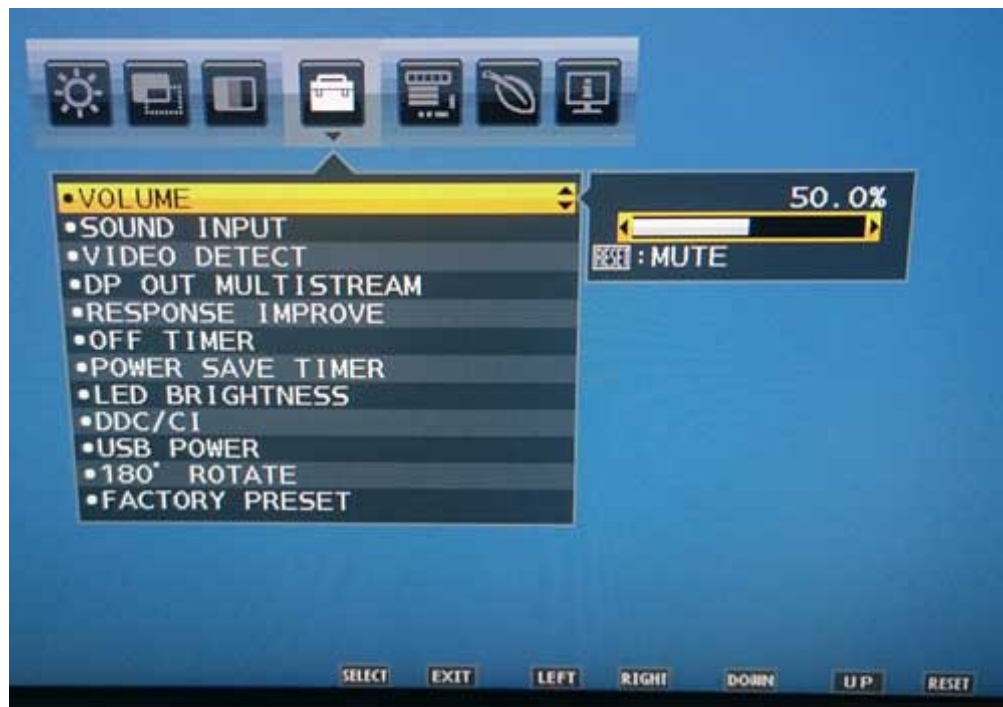 •VOLUME
50.0%
•SOUND INPUT
RESET:MUTE
•VIDEO DETECT
•DP OUT MULTISTREAM
•RESPONSE IMPROVE
•OFF TIMER
•POWER SAVE TIMER
•LED BRIGHTNESS
•DDC/CI
•USB POWER
•180° ROTATE
•FACTORY PRESET
SELECT EXIT LEFT RIGHT DOWN UP RESET